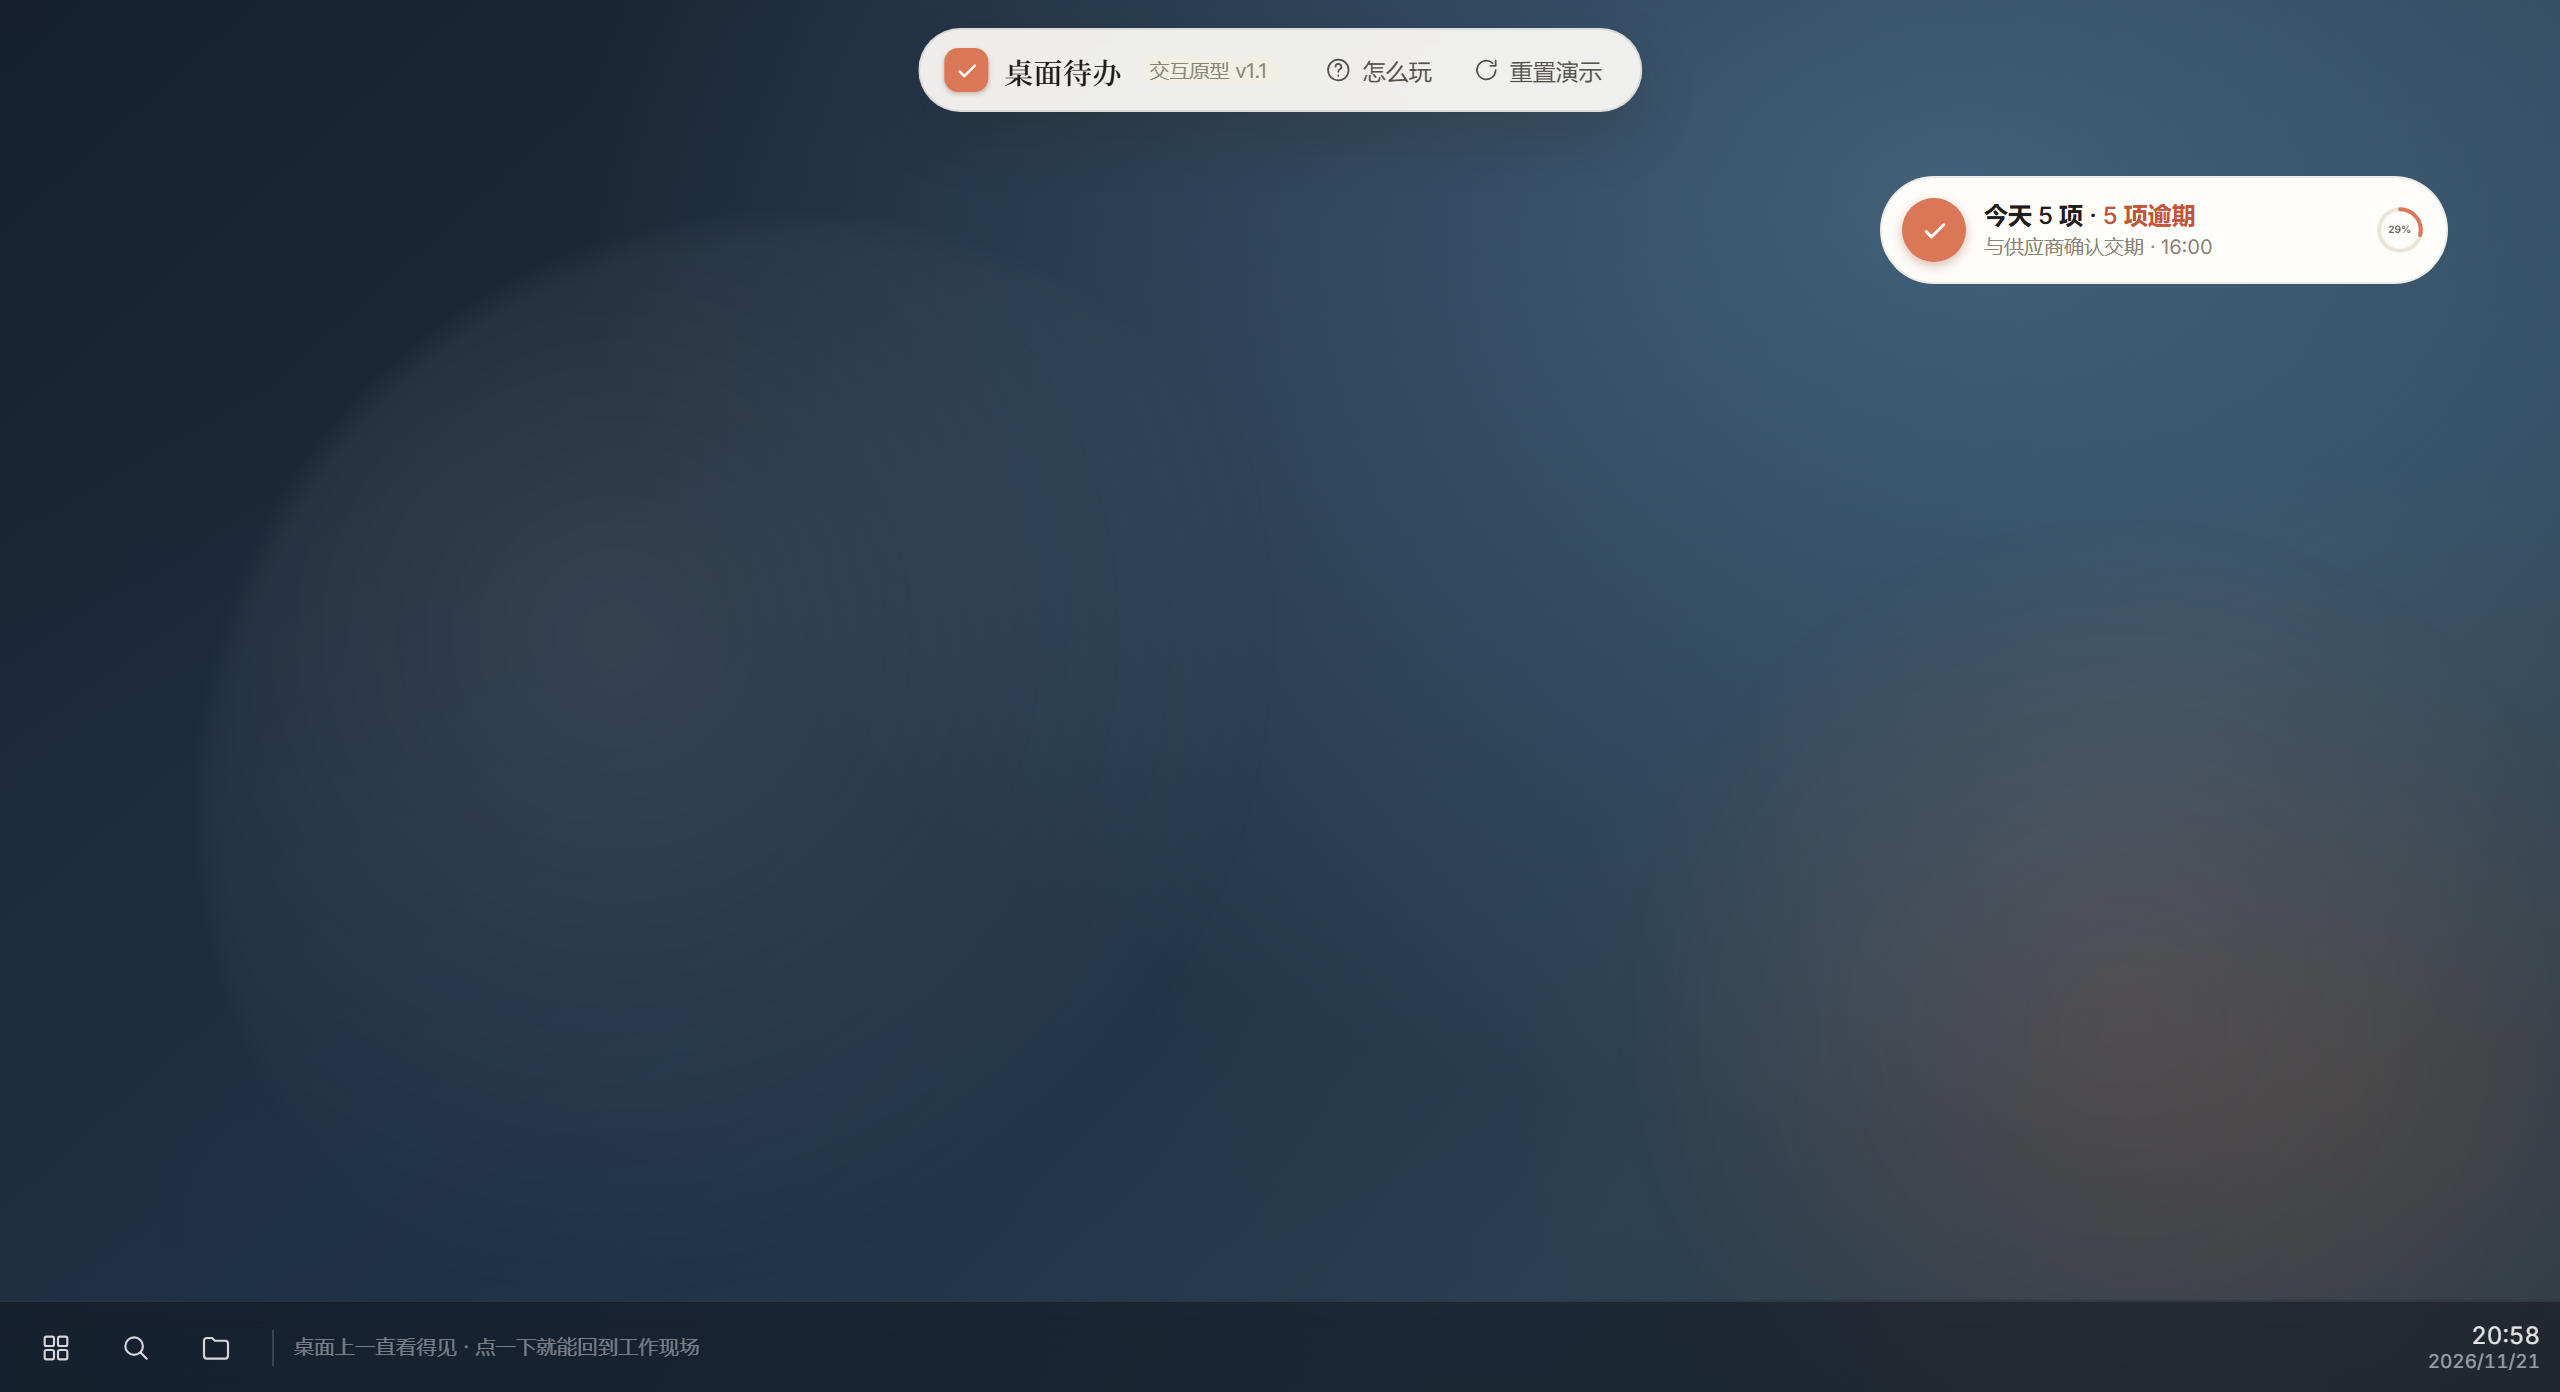 桌面待办 交互原型 v1.1 怎么玩 重置演示
今天 5 项 · 5 项逾期
与供应商确认交期 · 16:00
29%
桌面上一直看得见 · 点一下就能回到工作现场
20:58
2026/11/21